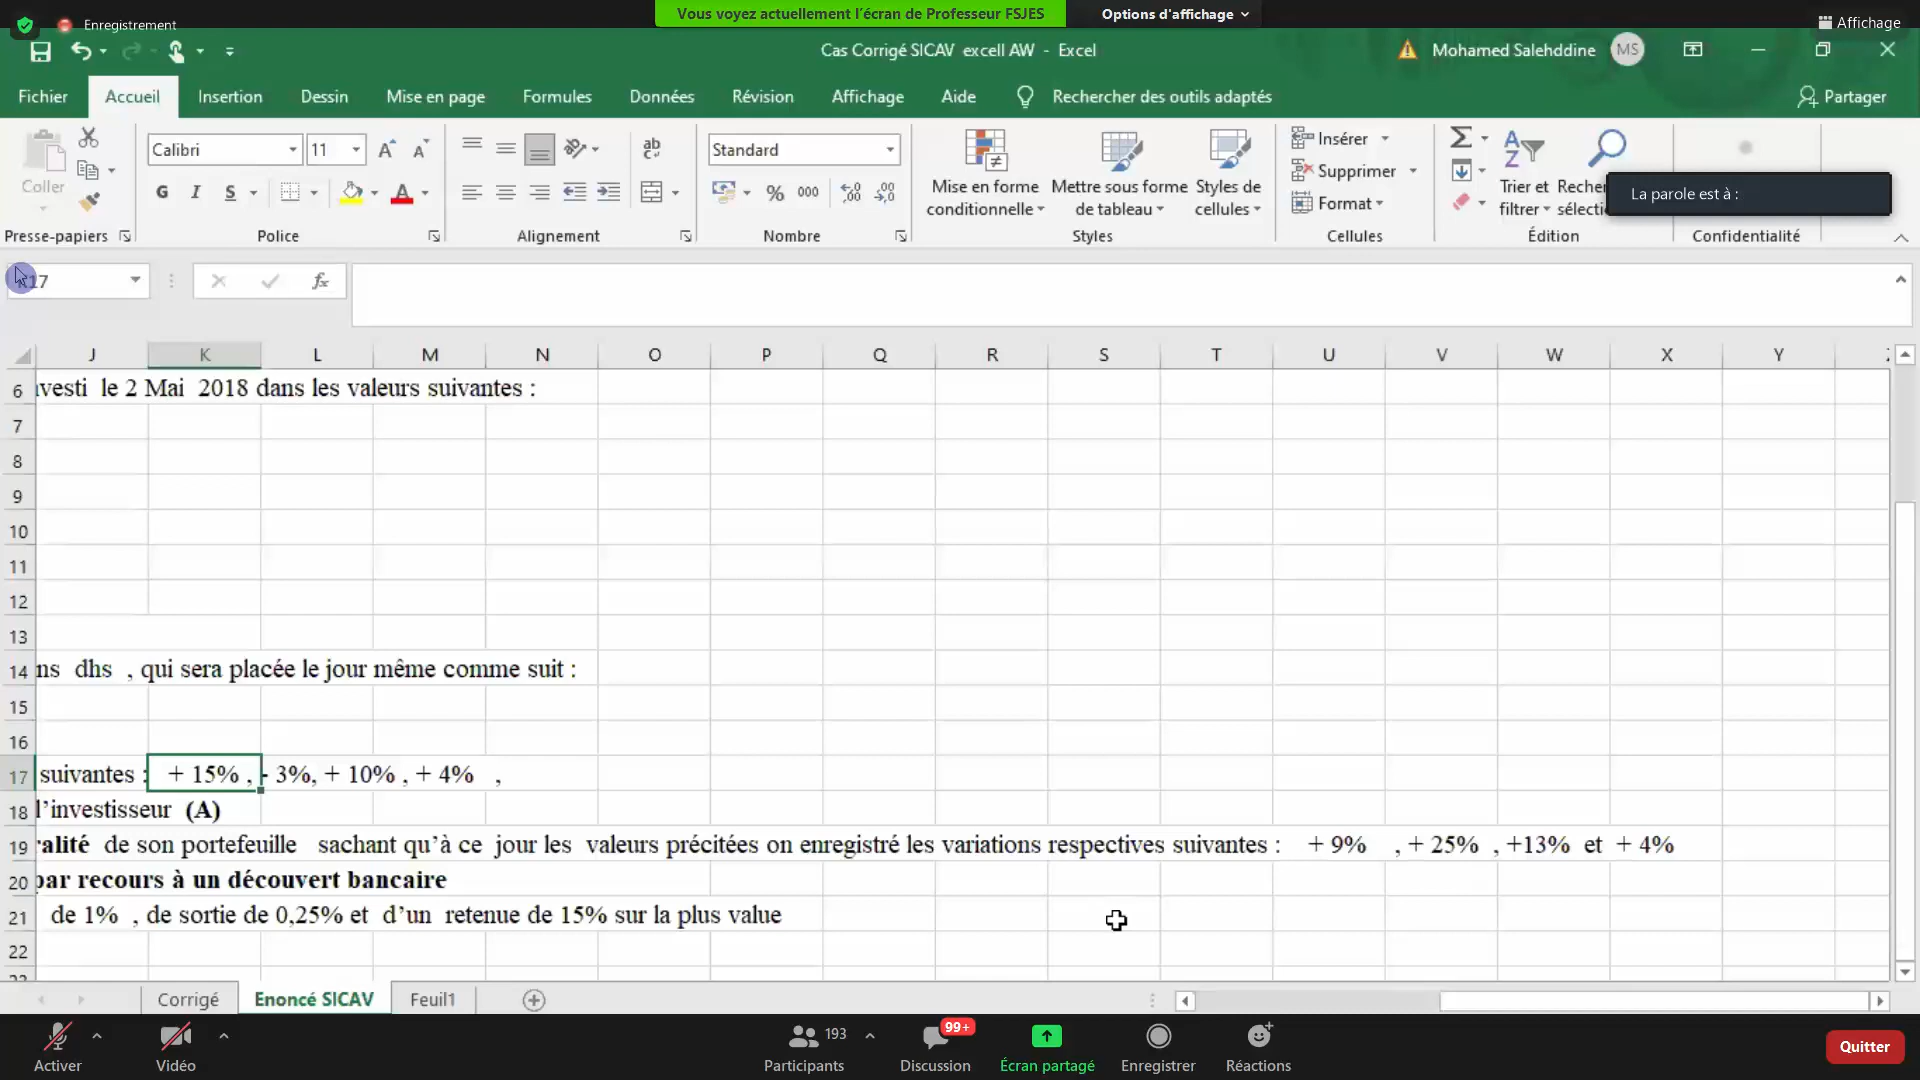 Enregistrement
Vous voyez actuellement l'écran de Professeur FSJES
Options d'affichage
Affichage
Cas Corrigé SICAV excell AW - Excel
Mohamed Salehddine
MS
Fichier
Accueil
Insertion
Dessin
Mise en page
Formules
Données
Révision
Affichage
Aide
Rechercher des outils adaptés
Partager
Coller
Calibri
11
G I S
Standard
% 000
Mise en forme
conditionnelle
Mettre sous forme
de tableau
Styles de
cellules
Insérer
Supprimer
Format
Trier et
filtrer
La parole est à :
Presse-papiers
Police
Alignement
Nombre
Styles
Cellules
Édition
Confidentialité
17
fx
J K L M N O P Q R S T U V W X Y
6 vesti le 2 Mai 2018 dans les valeurs suivantes :
7
8
9
10
11
12
13
14 ns dhs , qui sera placée le jour même comme suit :
15
16
17 suivantes : + 15% , - 3%, + 10% , + 4% ,
18 l'investisseur (A)
19 alité de son portefeuille sachant qu'à ce jour les valeurs précitées on enregistré les variations respectives suivantes : + 9% , + 25% , +13% et + 4%
20 par recours à un découvert bancaire
21 de 1% , de sortie de 0,25% et d'un retenue de 15% sur la plus value
22
Corrigé
Enoncé SICAV
Feuil1
Activer
Vidéo
193
Participants
99+
Discussion
Écran partagé
Enregistrer
Réactions
Quitter